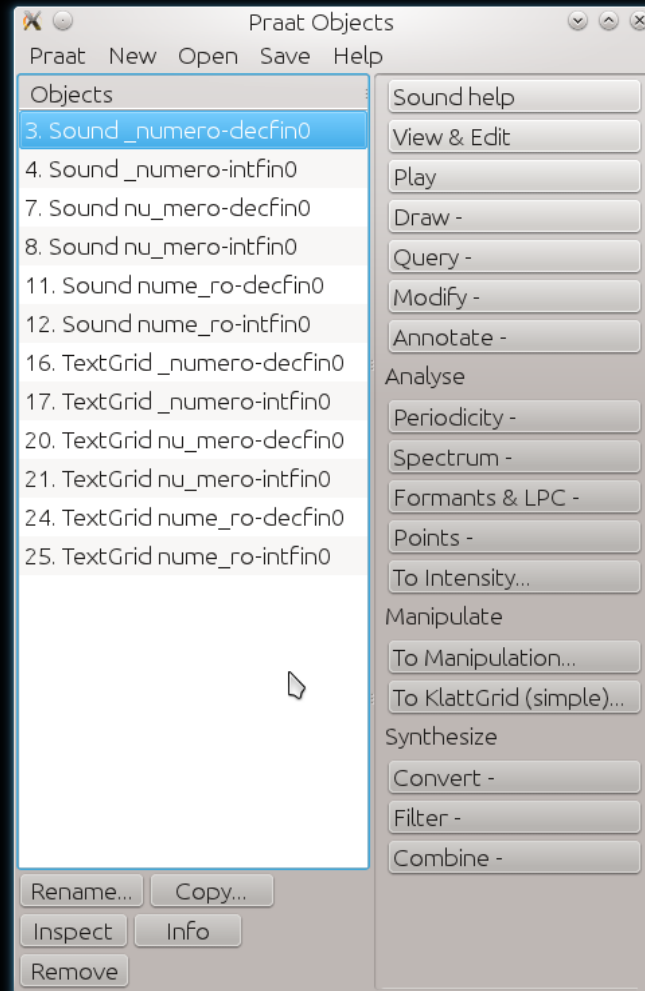 Praat Objects
Praat New Open Save Help
Objects
3. Sound _numero-decfin0
4. Sound _numero-intfin0
7. Sound nu_mero-decfin0
8. Sound nu_mero-intfin0
11. Sound nume_ro-decfin0
12. Sound nume_ro-intfin0
16. TextGrid _numero-decfin0
17. TextGrid _numero-intfin0
20. TextGrid nu_mero-decfin0
21. TextGrid nu_mero-intfin0
24. TextGrid nume_ro-decfin0
25. TextGrid nume_ro-intfin0
Rename... Copy...
Inspect Info
Remove
Sound help
View & Edit
Play
Draw -
Query -
Modify -
Annotate -
Analyse
Periodicity -
Spectrum -
Formants & LPC -
Points -
To Intensity...
Manipulate
To Manipulation...
To KlattGrid (simple)...
Synthesize
Convert -
Filter -
Combine -